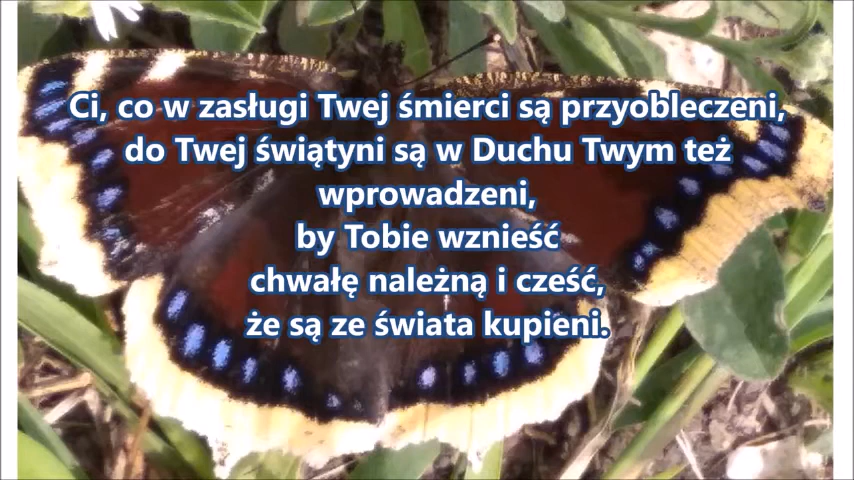 Ci, co w zasługi Twej śmierci są przyobleczeni,
do Twej świątyni są w Duchu Twym też
wprowadzeni,
by Tobie wznieść
chwałę należną i cześć,
że są ze świata kupieni.